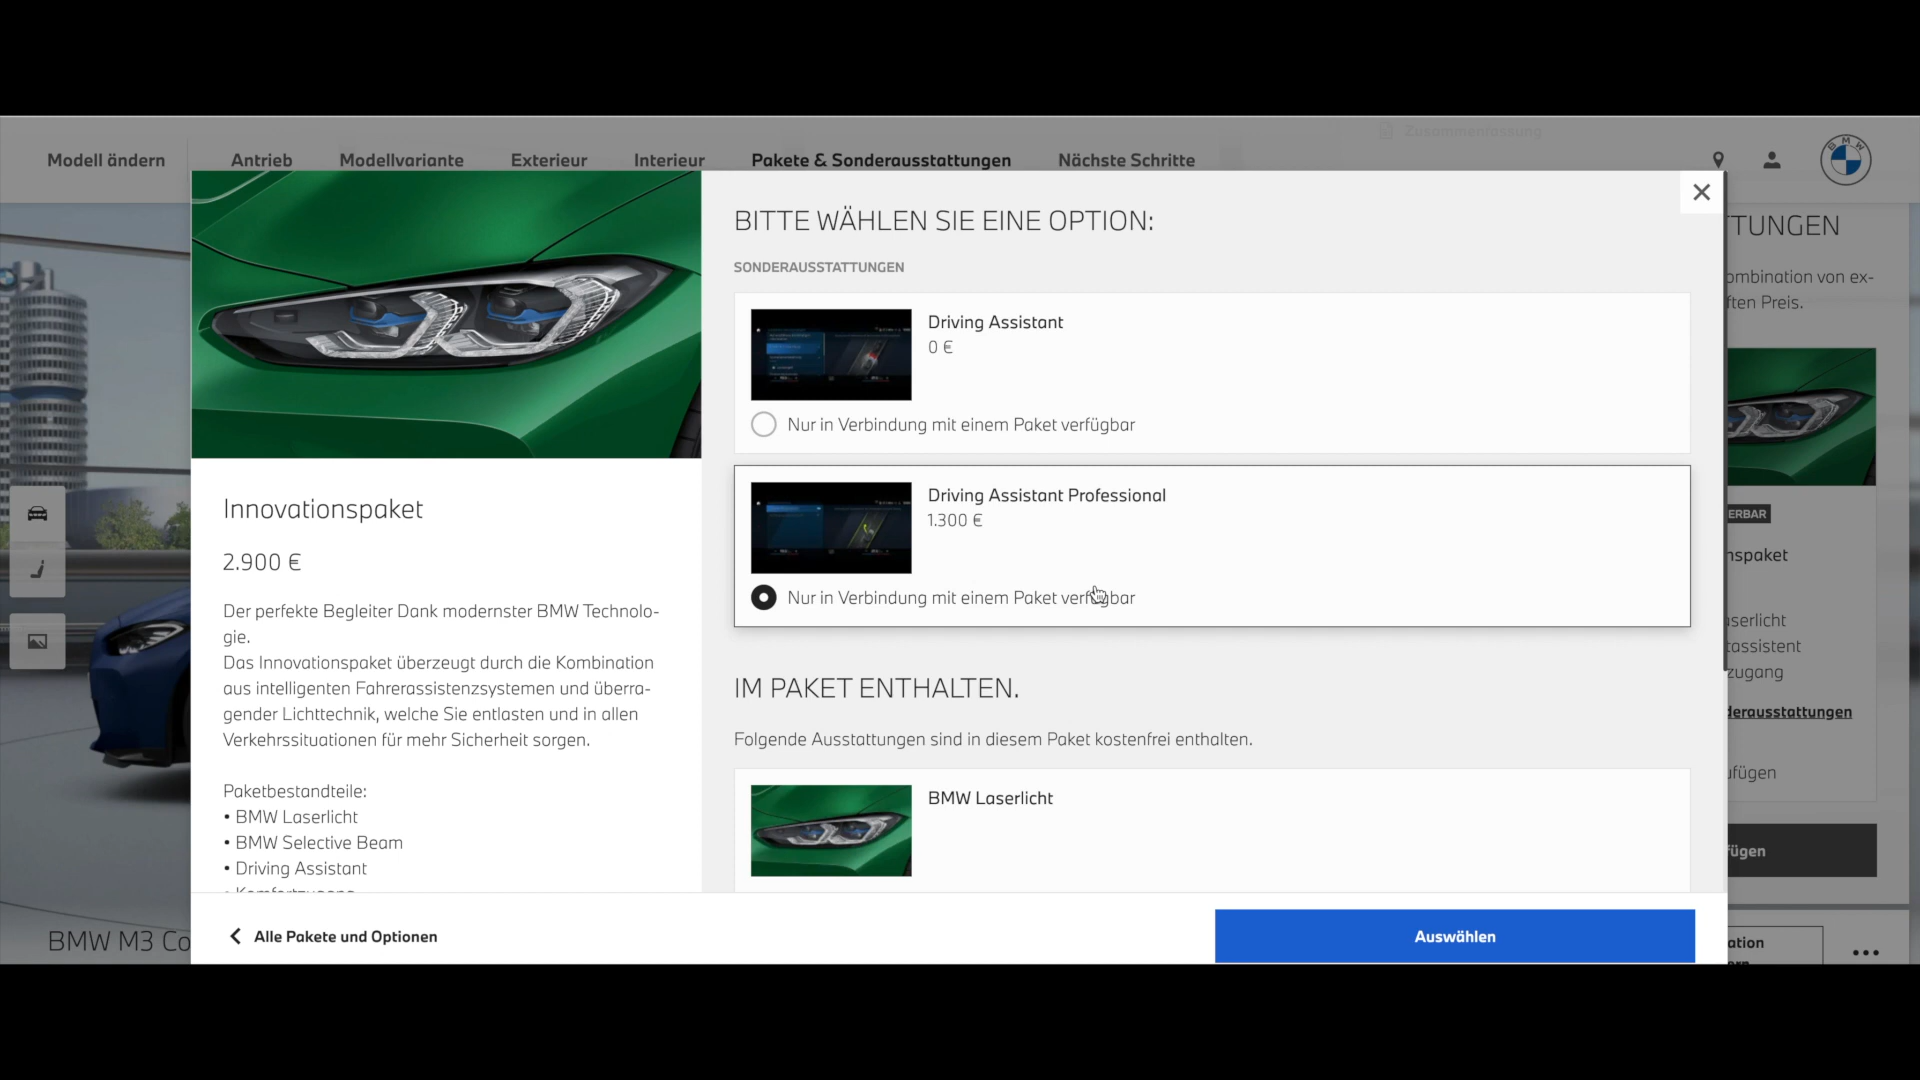 Zusammenfassung
Modell ändern
Antrieb
Modellvariante
Exterieur
Interieur
Pakete & Sonderausstattungen
Nächste Schritte
BMW
BITTE WÄHLEN SIE EINE OPTION:
SONDERAUSSTATTUNGEN
Driving Assistant
0 €
Nur in Verbindung mit einem Paket verfügbar
Driving Assistant Professional
1.300 €
Nur in Verbindung mit einem Paket verfügbar
IM PAKET ENTHALTEN.
Folgende Ausstattungen sind in diesem Paket kostenfrei enthalten.
BMW Laserlicht
Innovationspaket
2.900 €
Der perfekte Begleiter Dank modernster BMW Technolo-
gie.
Das Innovationspaket überzeugt durch die Kombination
aus intelligenten Fahrerassistenzsystemen und überra-
gender Lichttechnik, welche Sie entlasten und in allen
Verkehrssituationen für mehr Sicherheit sorgen.
Paketbestandteile:
• BMW Laserlicht
• BMW Selective Beam
• Driving Assistant
Alle Pakete und Optionen
Auswählen
TUNGEN
ombination von ex-
ften Preis.
ERBAR
nspaket
aserlicht
tassistent
zugang
derausstattungen
ufügen
fügen
BMW M3 Co
ation